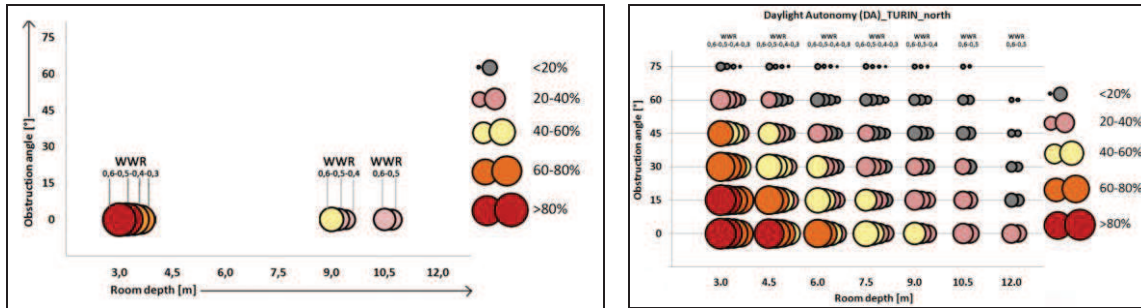 75
60
45
30
15
0
Obstruction angle [°]
WWR
0,6-0,5-0,4-0,3
WWR
0,6-0,5-0,4
WWR
0,6-0,5
3,0 4,5 6,0 7,5 9,0 10,5 12,0
Room depth [m]
<20%
20-40%
40-60%
60-80%
>80%
Daylight Autonomy (DA)_TURIN_north
WWR WWR WWR WWR WWR WWR WWR
0,6-0,5-0,4-0,3 0,6-0,5-0,4-0,3 0,6-0,5-0,4-0,3 0,6-0,5-0,4-0,3 0,6-0,5-0,4 0,6-0,5 0,6-0,5
75
60
45
30
15
0
Obstruction angle [°]
3.0 4.5 6.0 7.5 9.0 10.5 12.0
Room depth [m]
<20%
20-40%
40-60%
60-80%
>80%